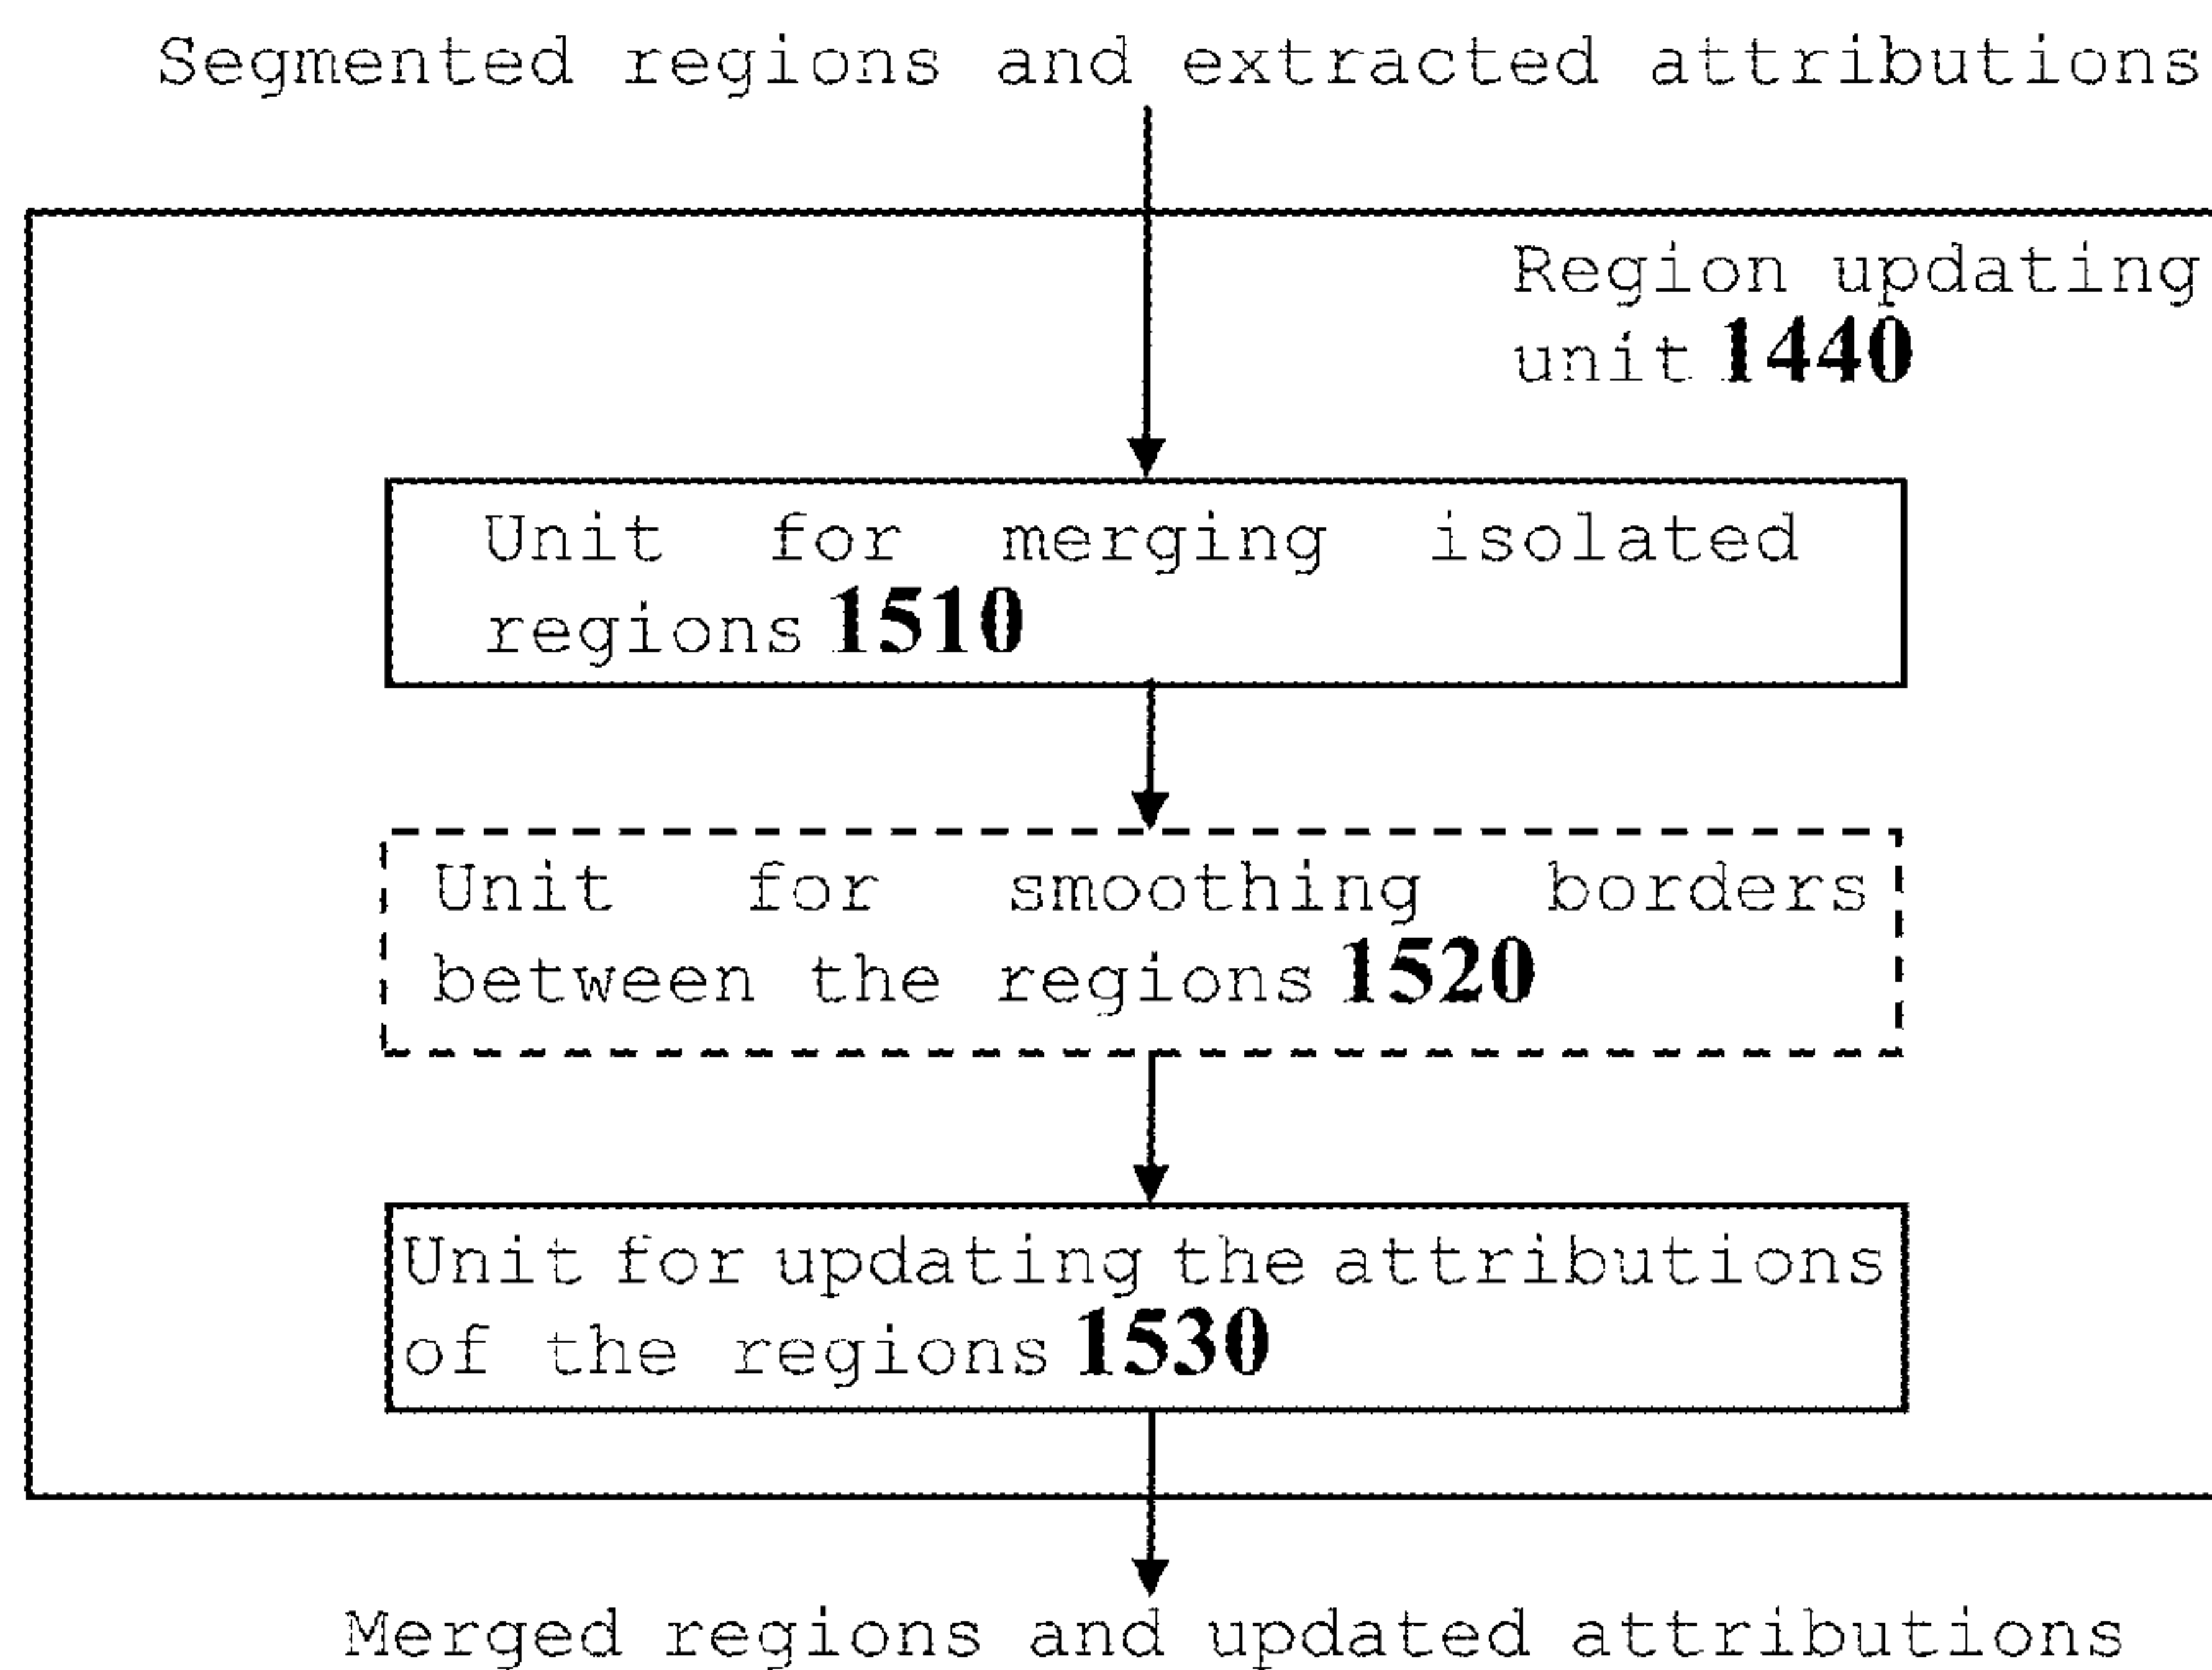 Segmented regions and extracted attributions
Region updating
unit 1440
Unit for merging isolated
regions 1510
Unit for smoothing borders
between the regions 1520
Unit for updating the attributions
of the regions 1530
Merged regions and updated attributions